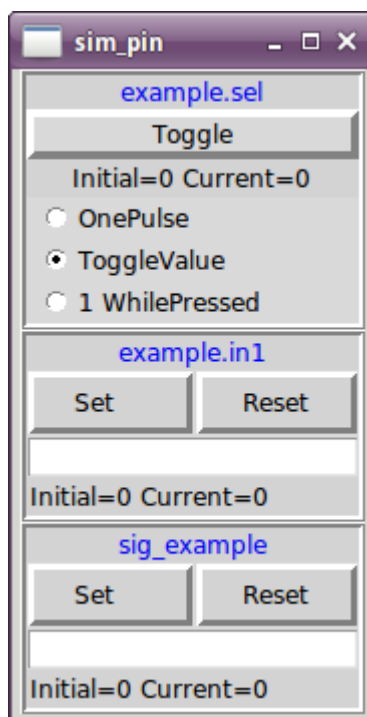 sim_pin
example.sel
Toggle
Initial=0 Current=0
OnePulse
ToggleValue
1 WhilePressed
example.in1
Set Reset
Initial=0 Current=0
sig_example
Set Reset
Initial=0 Current=0